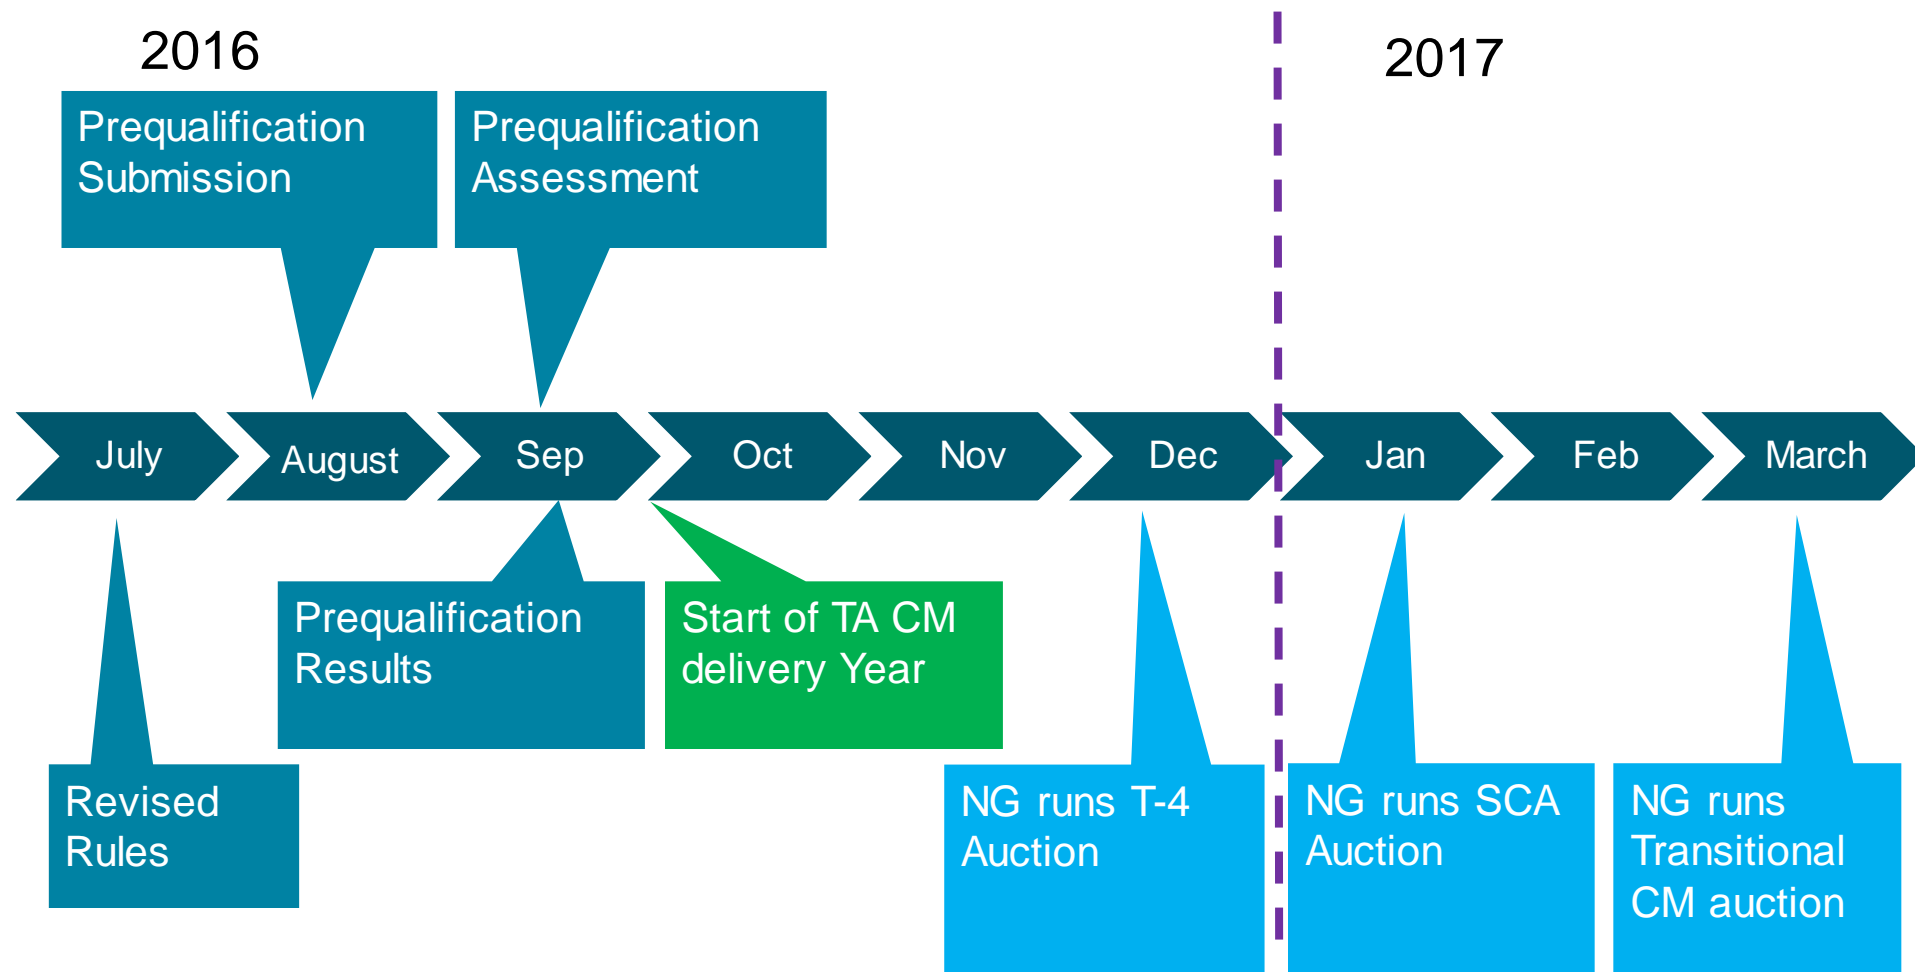 2016
2017
Prequalification
Submission
Prequalification
Assessment
July
August
Sep
Oct
Nov
Dec
Jan
Feb
March
Prequalification
Results
Start of TA CM
delivery Year
Revised
Rules
NG runs T-4
Auction
NG runs SCA
Auction
NG runs
Transitional
CM auction